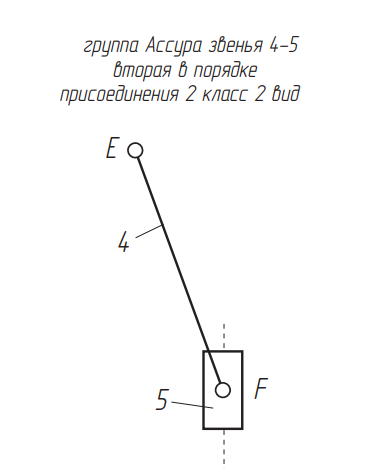 группа Ассура звенья 4-5
вторая в порядке
присоединения 2 класс 2 вид
E
4
5
F